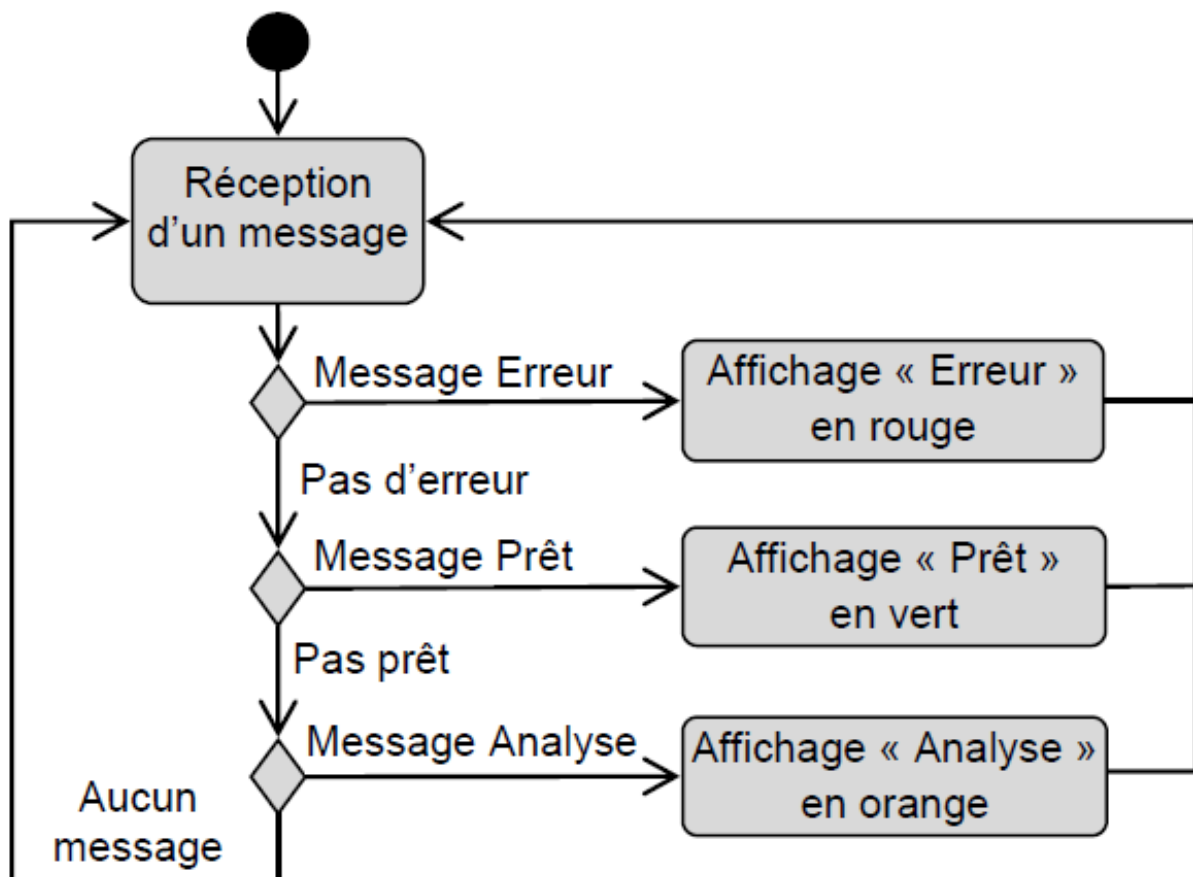 Réception
d’un message
Message Erreur
Affichage « Erreur »
en rouge
Pas d’erreur
Message Prêt
Affichage « Prêt »
en vert
Pas prêt
Message Analyse
Affichage « Analyse »
en orange
Aucun
message